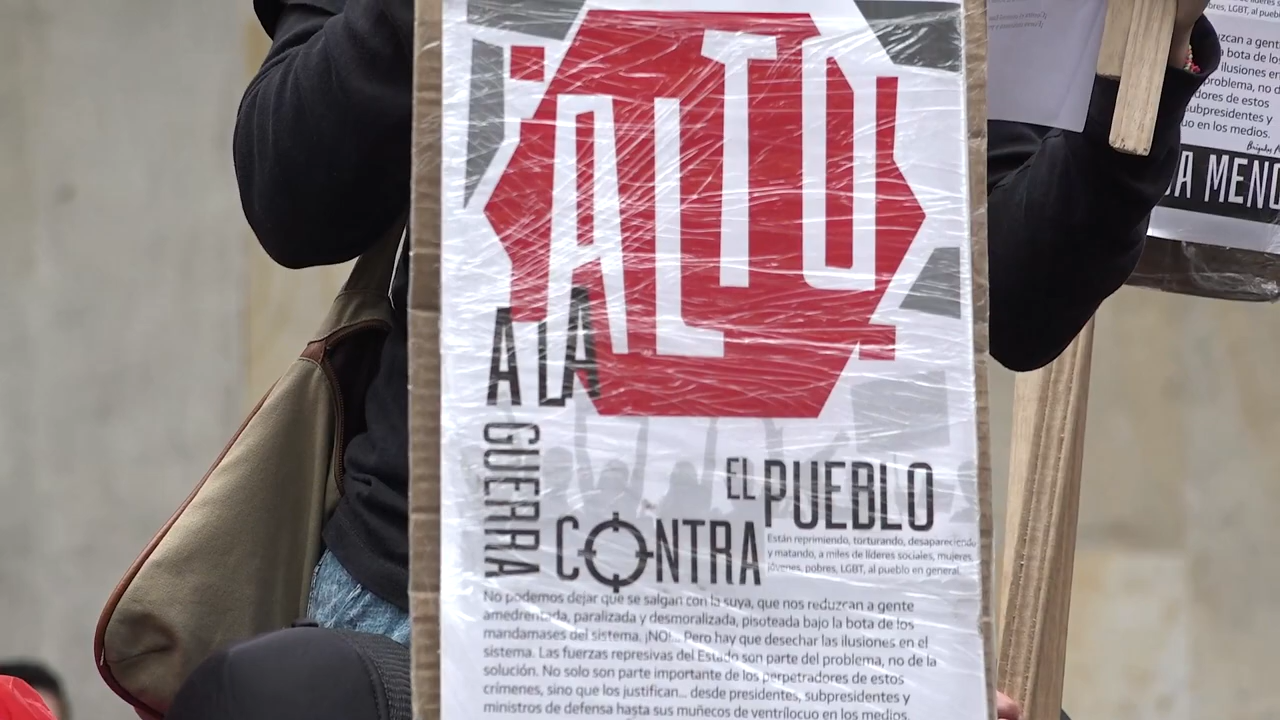 ALTO
A LA
GUERRA
CONTRA
EL PUEBLO
Están reprimiendo, torturando, desapareciendo
y matando, a miles de líderes sociales, mujeres,
jóvenes, pobres, LGBT, al pueblo en general.
No podemos dejar que se salgan con la suya, que nos reduzcan a gente
amedrentada, paralizada y desmoralizada, pisoteada bajo la bota de los
mandamases del sistema. ¡NO!... Pero hay que desechar las ilusiones en el
sistema. Las fuerzas represivas del Estado son parte del problema, no de la
solución. No solo son parte importante de los perpetradores de estos
crímenes, sino que los justifican... desde presidentes, subpresidentes y
ministros de defensa hasta sus muñecos de ventrílocuo en los medios.
bres, LGBT, al pueb
zcan a gente
bota de los
ilusiones en
problema, no d
dores de estos
subpresidentes y
uo en los medios.
A MENO